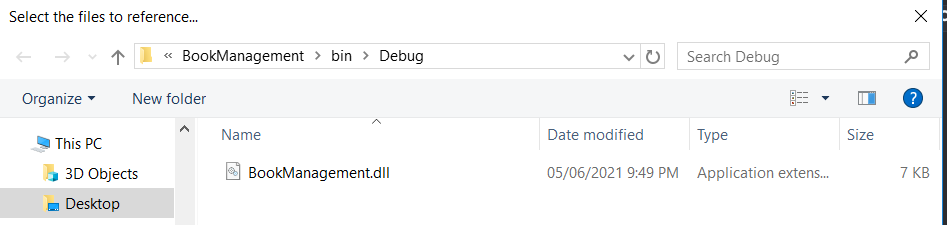 Select the files to reference...
« BookManagement > bin > Debug
Search Debug
Organize
New folder
?
Name
Date modified
Type
Size
This PC
3D Objects
Desktop
BookManagement.dll
05/06/2021 9:49 PM
Application extens...
7 KB